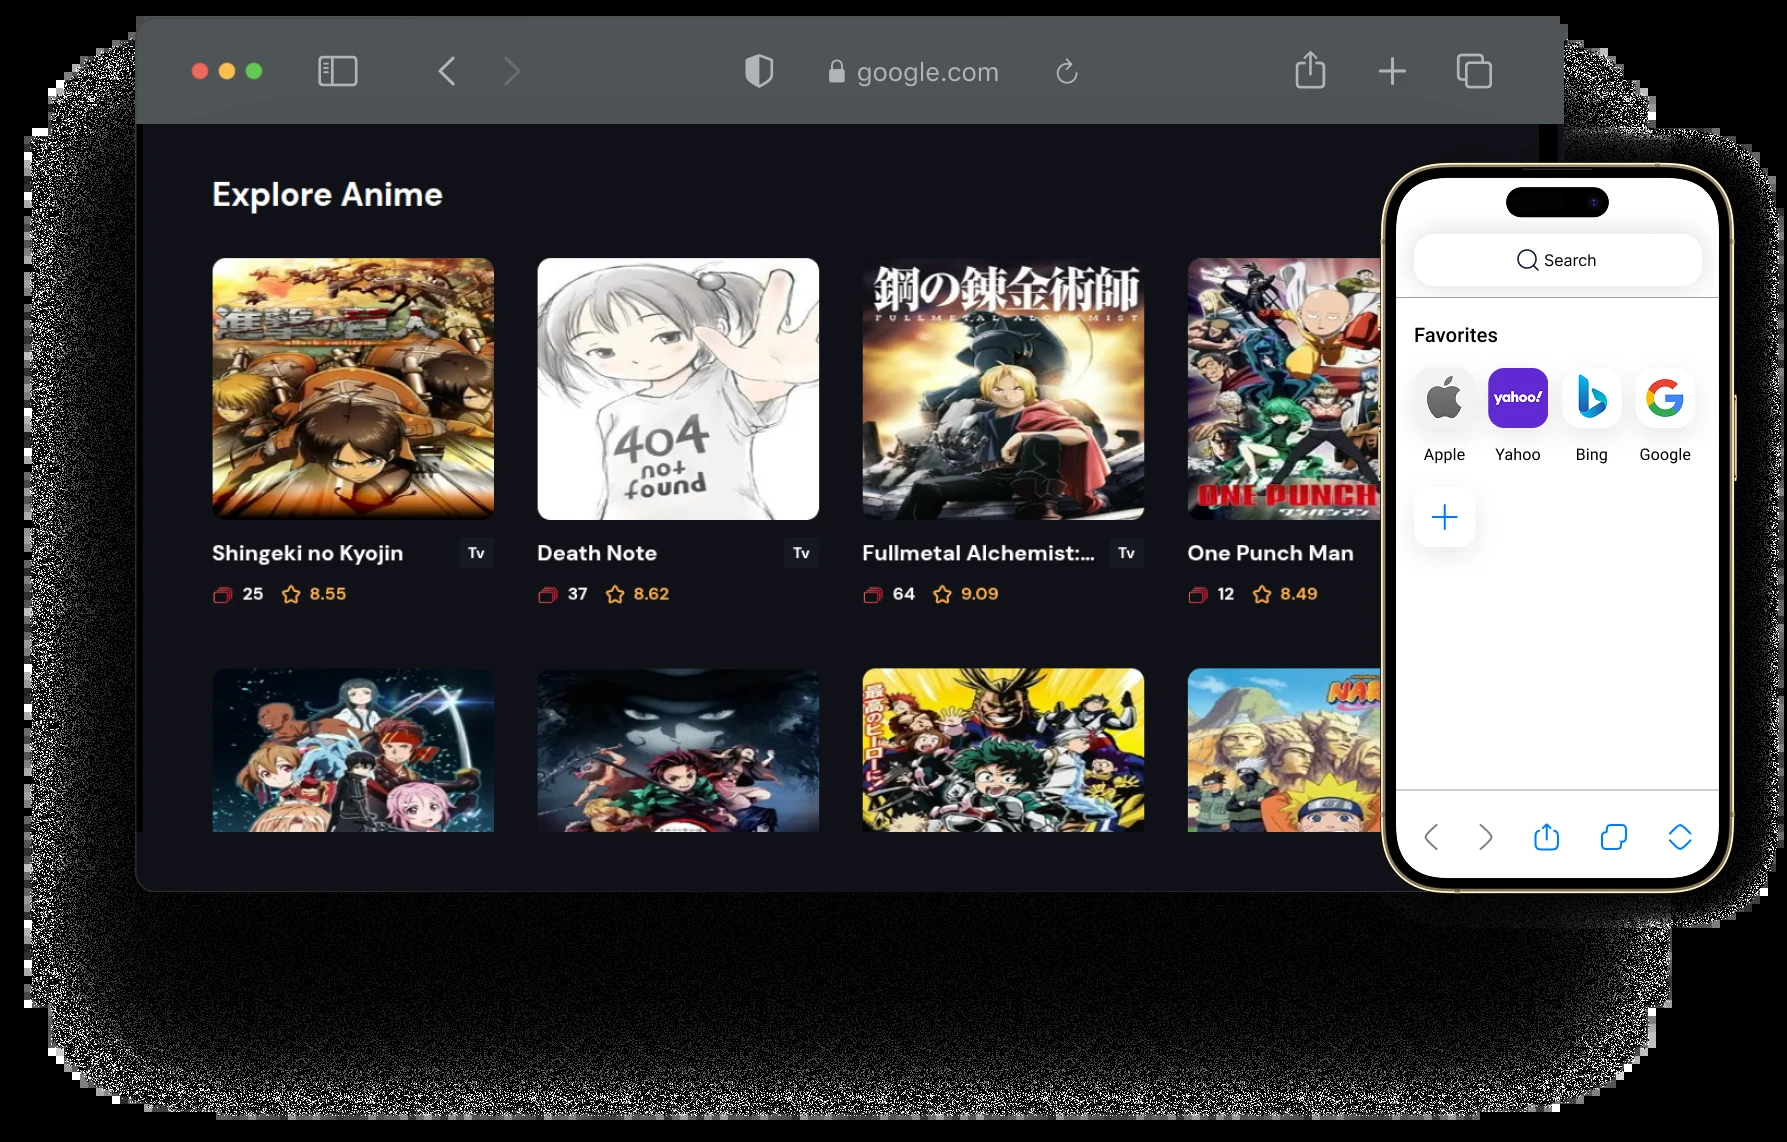 google.com
Explore Anime
進撃の巨人
attack on titan
404
not
found
鋼の錬金術師
FULLMETAL ALCHEMIST
ONE PUNCH
ワンパンマン
Shingeki no Kyojin Tv
25 8.55
Death Note Tv
37 8.62
Fullmetal Alchemist:... Tv
64 9.09
One Punch Man
12 8.49
最高のヒーローに
NAR
Search
Favorites
yahoo!
Apple Yahoo Bing Google